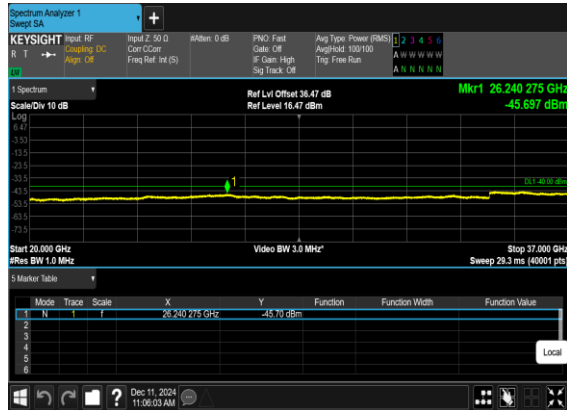 Spectrum Analyzer 1
Swept SA
+
KEYSIGHT Input: RF Input Z: 50 Ω #Atten: 0 dB PNO: Fast Avg Type: Power (RMS) 1 2 3 4 5 6
R T Coupling: DC Corr CCorr Gate: Off Avg|Hold: 100/100 A W W W W W
Align: Off Freq Ref: Int (S) IF Gain: High Trig: Free Run
Sig Track: Off A N N N N N
LW
1 Spectrum Ref Lvl Offset 36.47 dB Mkr1 26.240 275 GHz
Scale/Div 10 dB Ref Level 16.47 dBm -45.697 dBm
Log
6.47
-3.53
-13.5
-23.5
-33.5
1 DL1 -40.00 dBm
-43.5
-53.5
-63.5
-73.5
Start 20.000 GHz Video BW 3.0 MHz* Stop 37.000 GHz
#Res BW 1.0 MHz Sweep 29.3 ms (40001 pts)
5 Marker Table
Mode Trace Scale X Y Function Function Width Function Value
1 N 1 f 26.240 275 GHz -45.70 dBm
2
3
4
5
6
Local
? Dec 11, 2024
11:06:03 AM